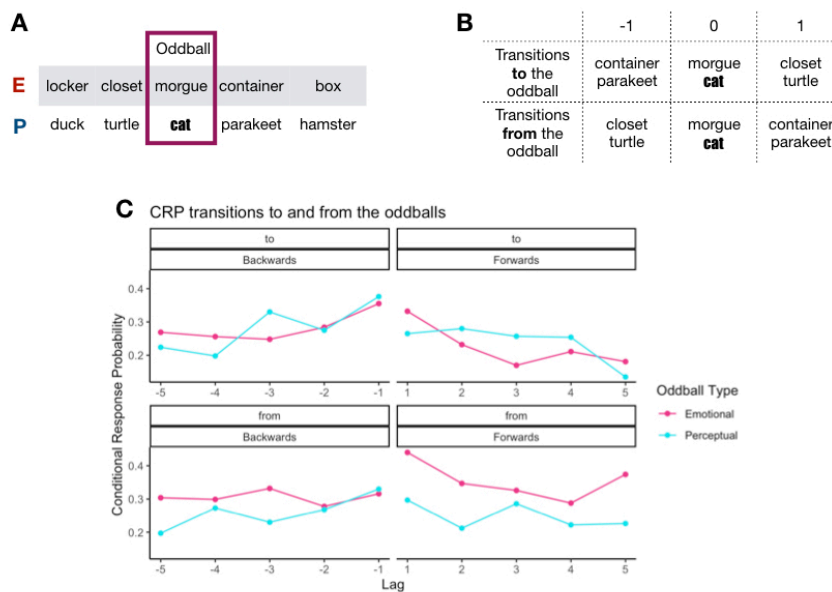 A
Oddball
E locker closet morgue container box
P duck turtle cat parakeet hamster
B
-1 0 1
Transitions to the oddball container parakeet morgue cat closet turtle
Transitions from the oddball closet turtle morgue cat container parakeet
C CRP transitions to and from the oddballs
to to
Backwards Forwards
0.4
0.3
0.2
-5 -4 -3 -2 -1 1 2 3 4 5
from from
Backwards Forwards
0.4
0.3
0.2
-5 -4 -3 -2 -1 1 2 3 4 5
Lag
Conditional Response Probability
Oddball Type
Emotional
Perceptual